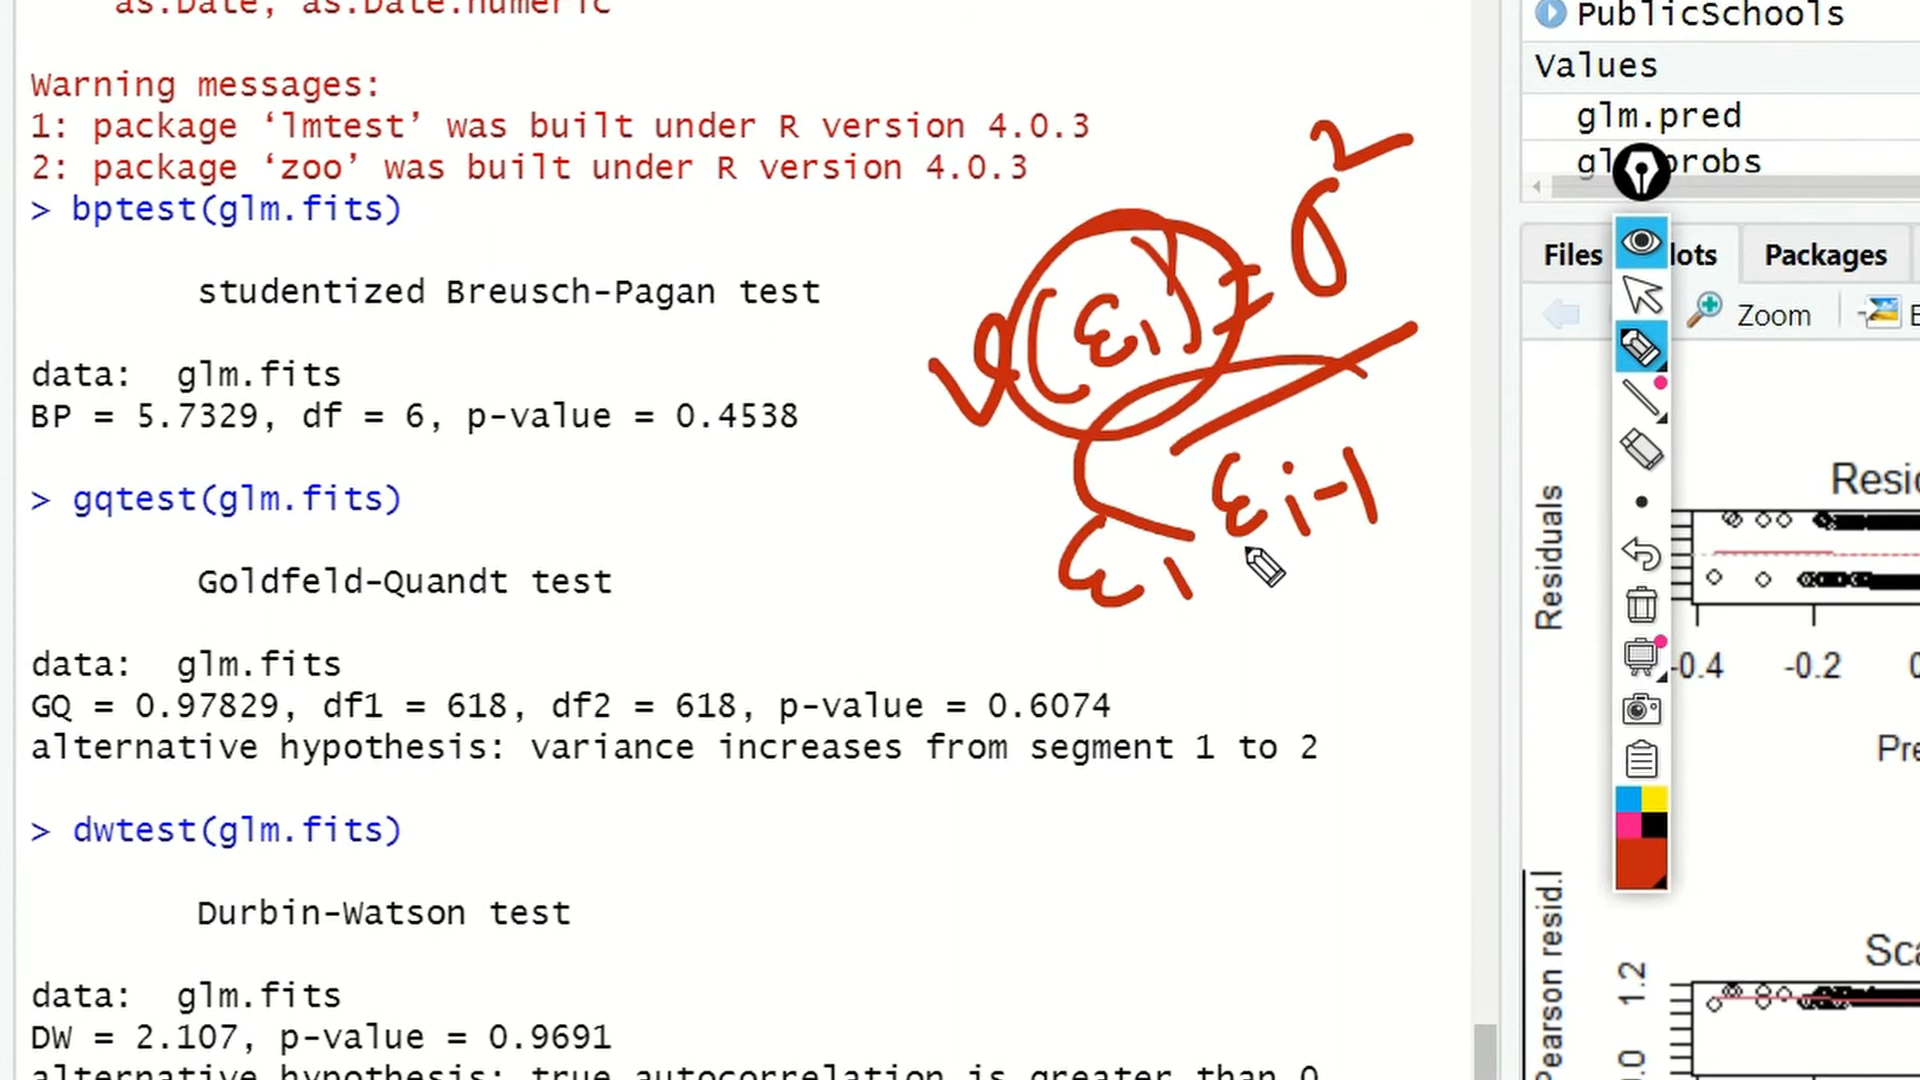 as.Date, as.Date.numeric
Warning messages:
1: package ‘lmtest’ was built under R version 4.0.3
2: package ‘zoo’ was built under R version 4.0.3
> bptest(glm.fits)
studentized Breusch-Pagan test
data: glm.fits
BP = 5.7329, df = 6, p-value = 0.4538
> gqtest(glm.fits)
Goldfeld-Quandt test
data: glm.fits
GQ = 0.97829, df1 = 618, df2 = 618, p-value = 0.6074
alternative hypothesis: variance increases from segment 1 to 2
> dwtest(glm.fits)
Durbin-Watson test
data: glm.fits
DW = 2.107, p-value = 0.9691
alternative hypothesis: true autocorrelation is greater than 0
V(εi) = σ2
εi-1
εi
PublicSchools
Values
glm.pred
gl probs
Files lots Packages
Zoom E
Resi
Residuals
-0.4 -0.2 0
Pre
Sca
Pearson resid.
1.2
0.0